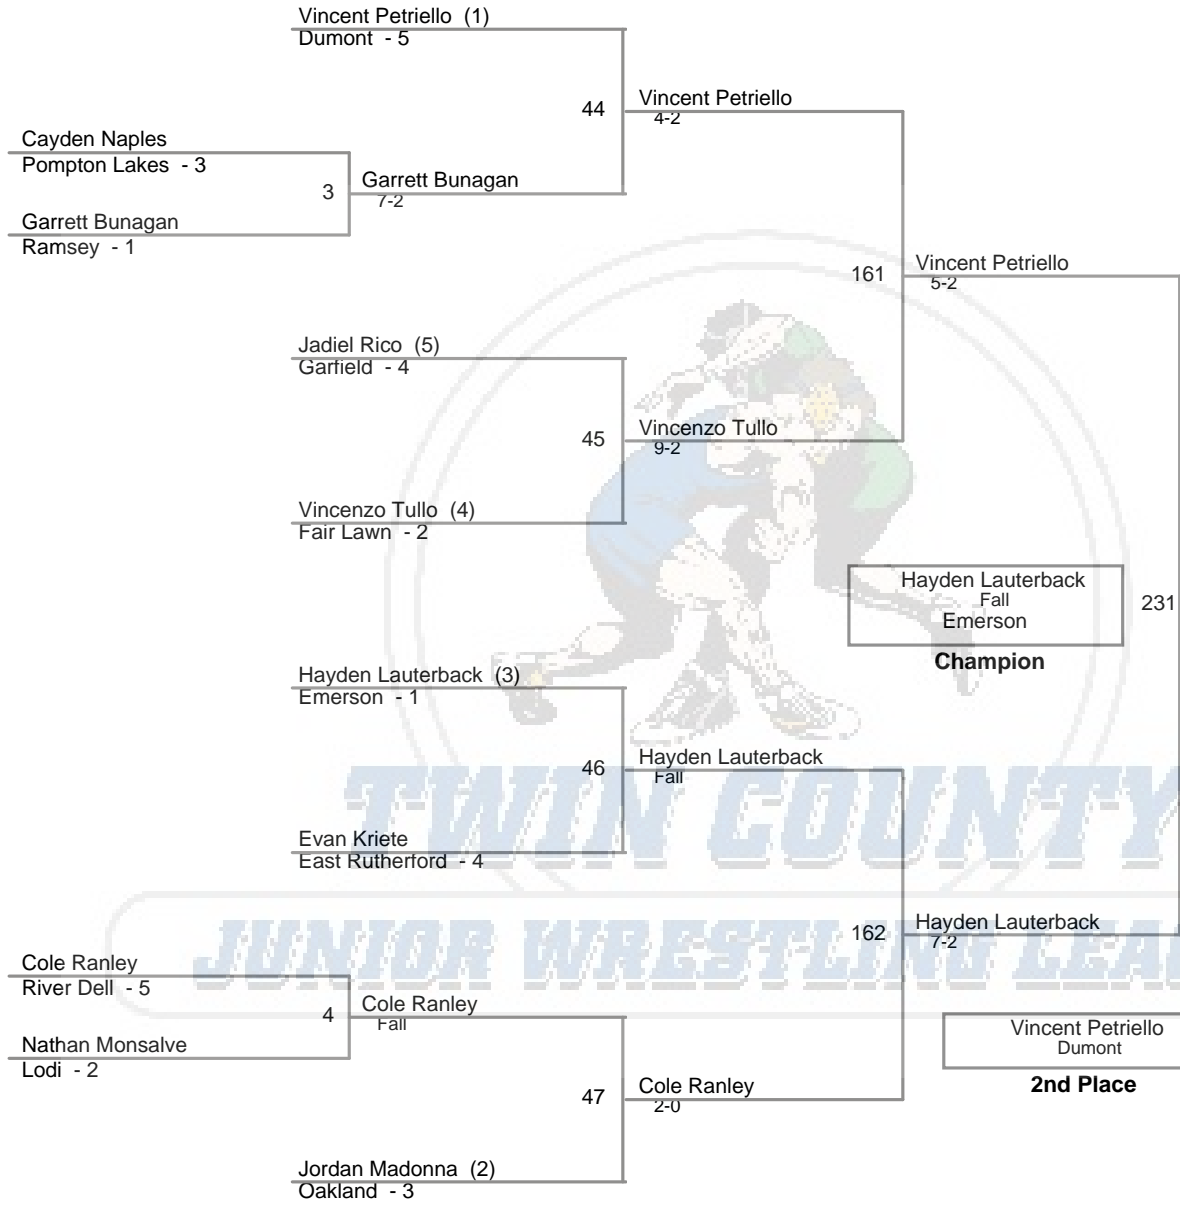 Vincent Petriello (1)
Dumont - 5
44
Vincent Petriello
4-2
Cayden Naples
Pompton Lakes - 3
3
Garrett Bunagan
7-2
Garrett Bunagan
Ramsey - 1
161
Vincent Petriello
5-2
Jadiel Rico (5)
Garfield - 4
45
Vincenzo Tullo
9-2
Vincenzo Tullo (4)
Fair Lawn - 2
Hayden Lauterback
Fall
Emerson
231
Champion
Hayden Lauterback (3)
Emerson - 1
46
Hayden Lauterback
Fall
TWIN COUNTY
Evan Kriete
East Rutherford - 4
162
Hayden Lauterback
7-2
JUNIOR WRESTLING LEA
Cole Ranley
River Dell - 5
4
Cole Ranley
Fall
Nathan Monsalve
Lodi - 2
Vincent Petriello
Dumont
2nd Place
47
Cole Ranley
2-0
Jordan Madonna (2)
Oakland - 3